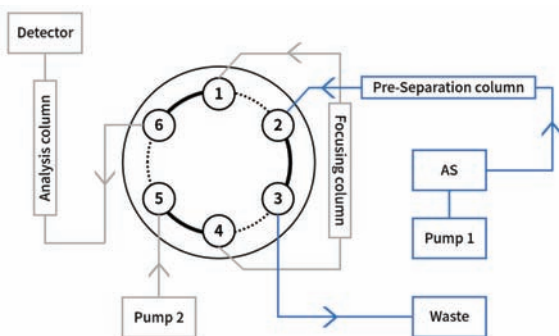 Detector
Analysis column
1
2
3
4
5
6
Focusing column
Pre-Separation column
AS
Pump 1
Pump 2
Waste